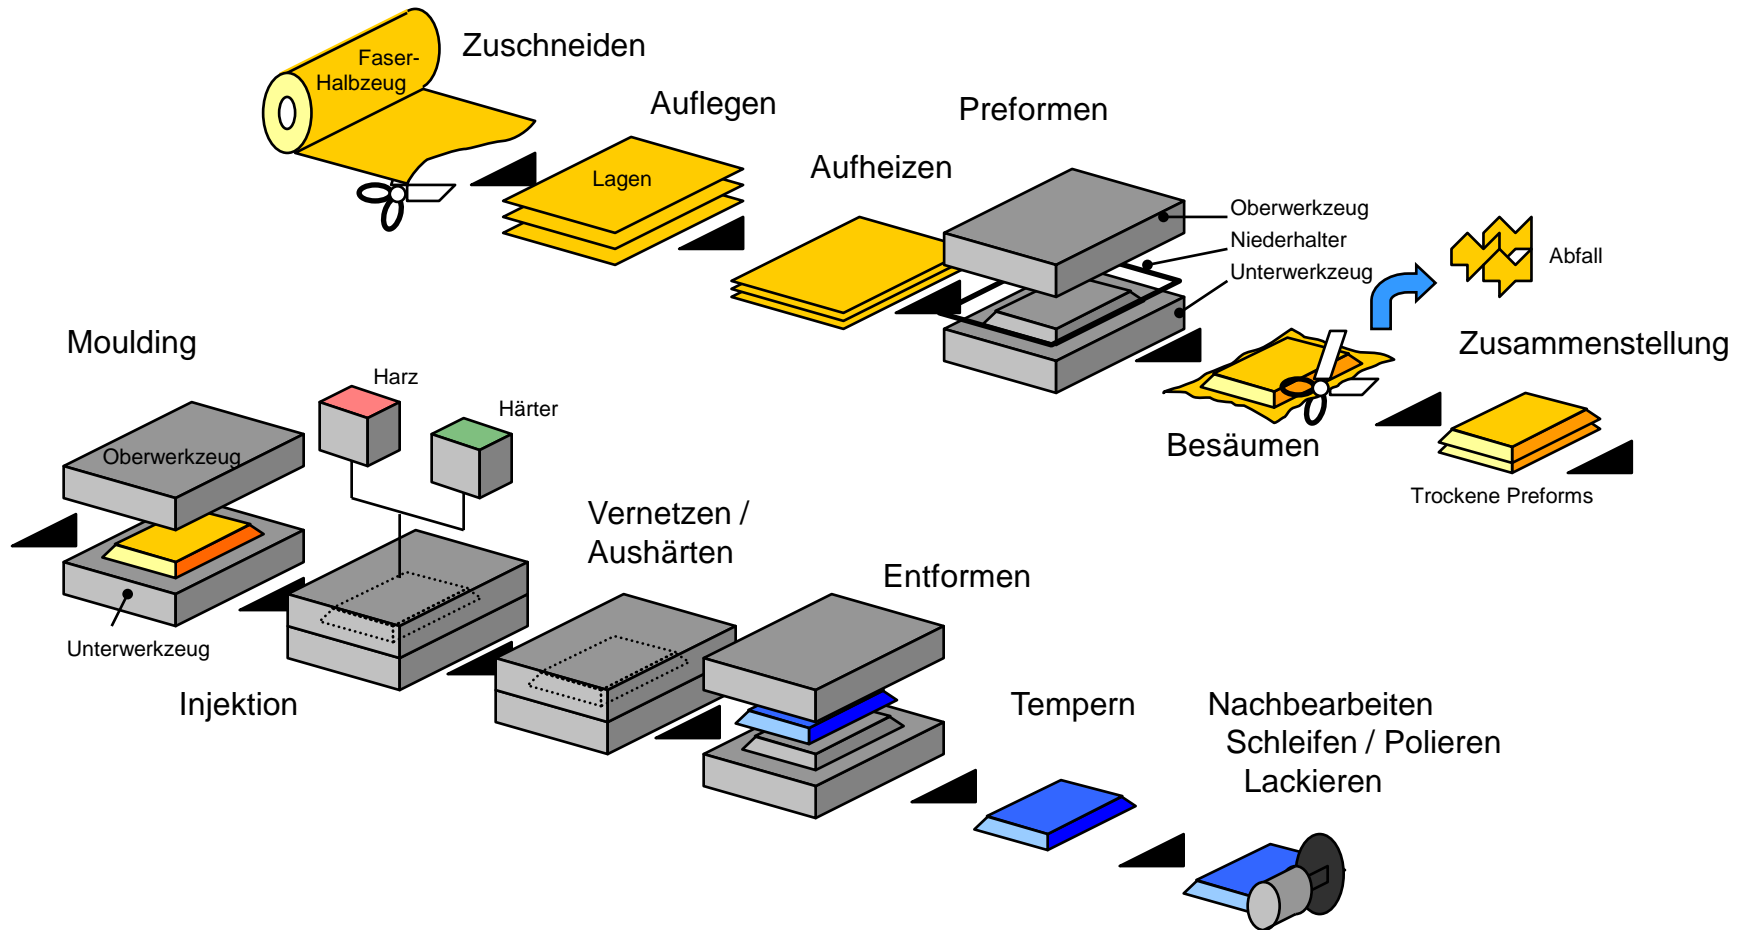 Zuschneiden
Faser-
Halbzeug
Auflegen
Lagen
Aufheizen
Preformen
Oberwerkzeug
Niederhalter
Unterwerkzeug
Abfall
Besäumen
Zusammenstellung
Trockene Preforms
Moulding
Oberwerkzeug
Unterwerkzeug
Harz
Härter
Injektion
Vernetzen /
Aushärten
Entformen
Tempern
Nachbearbeiten
Schleifen / Polieren
Lackieren